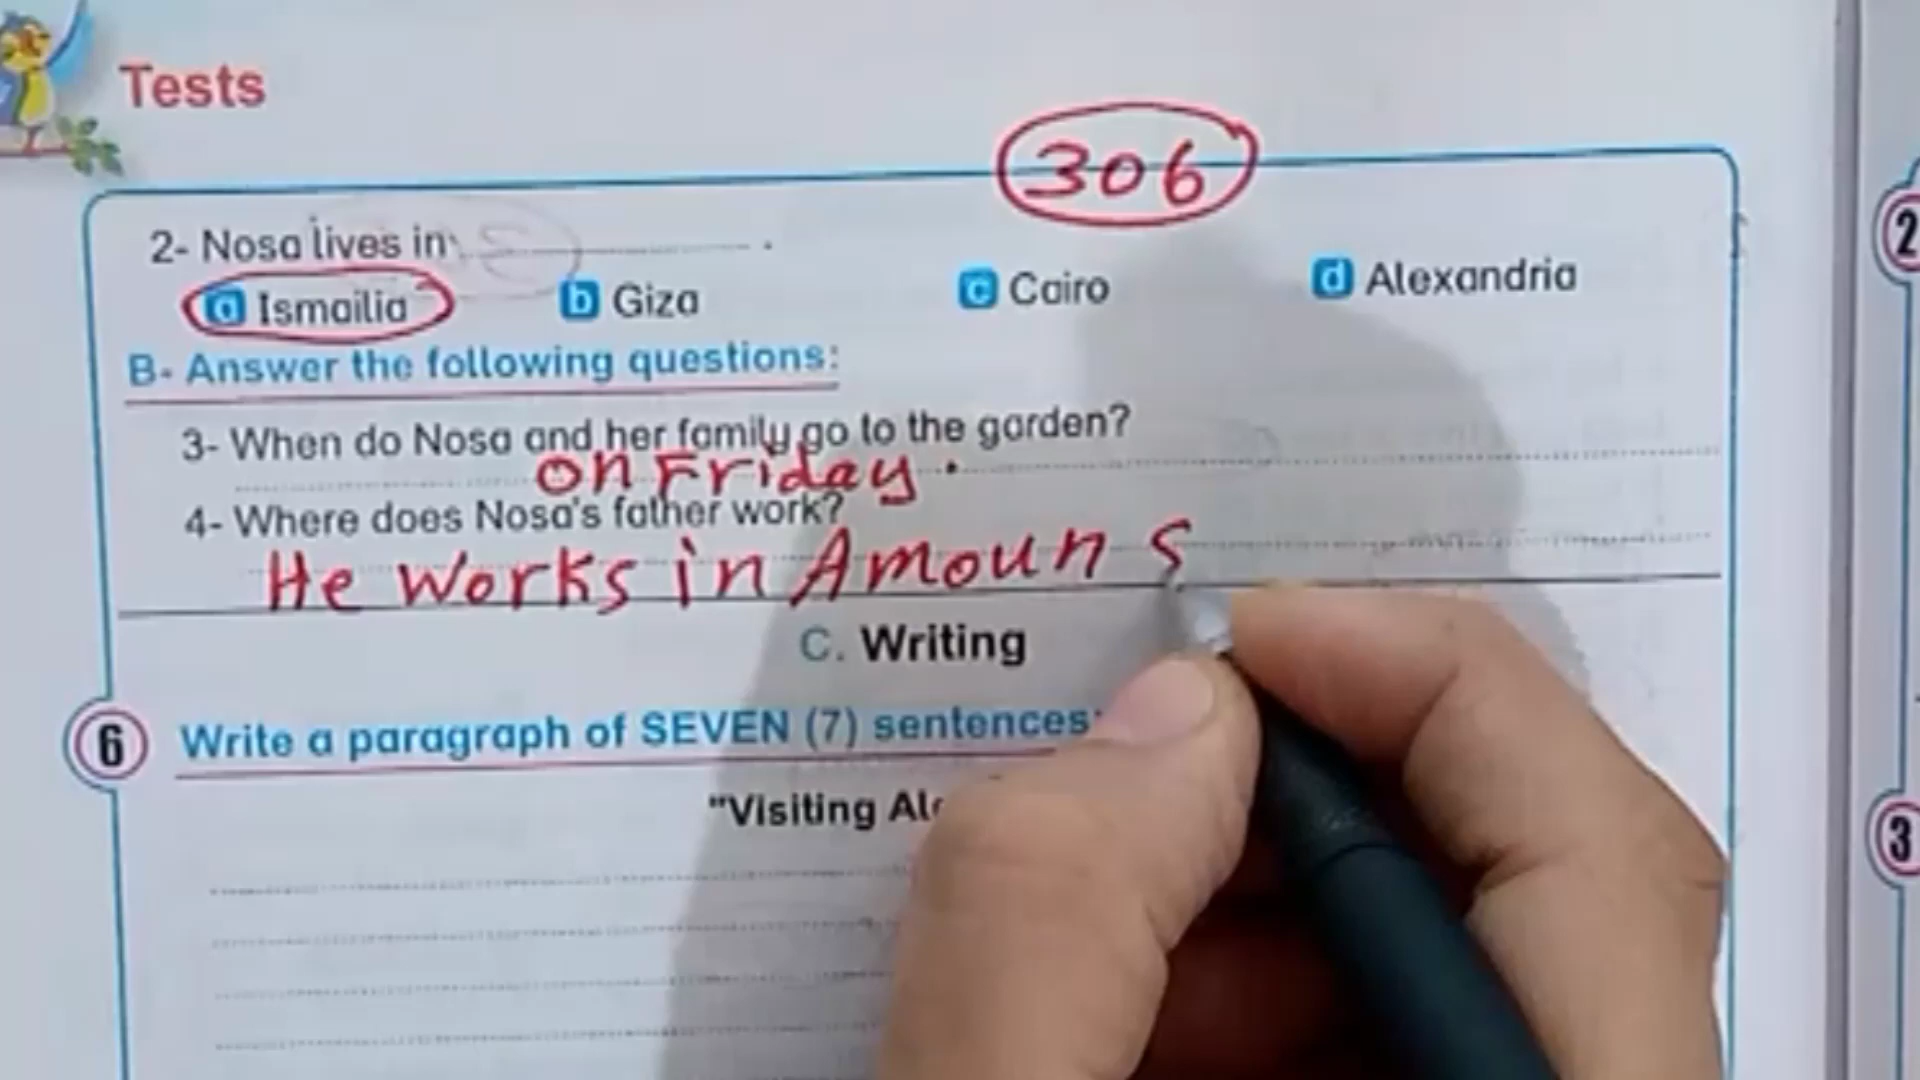 Tests
306
2- Nosa lives in .
a Ismailia b Giza c Cairo d Alexandria
B- Answer the following questions:
3- When do Nosa and her family go to the garden?
on Friday.
4- Where does Nosa's father work?
He works in Amoun S
C. Writing
6 Write a paragraph of SEVEN (7) sentences:
"Visiting
2
3